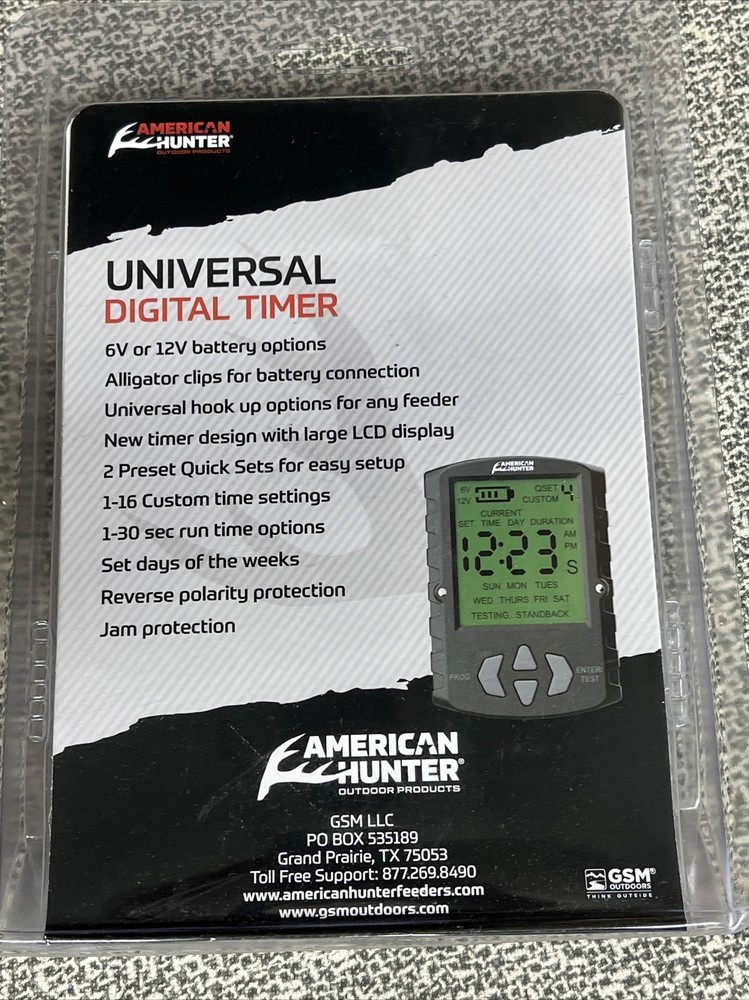 AMERICAN
HUNTER®
OUTDOOR PRODUCTS
UNIVERSAL
DIGITAL TIMER
6V or 12V battery options
Alligator clips for battery connection
Universal hook up options for any feeder
New timer design with large LCD display
2 Preset Quick Sets for easy setup
1-16 Custom time settings
1-30 sec run time options
Set days of the weeks
Reverse polarity protection
Jam protection
AMERICAN
HUNTER
6V QSET 4
12V CUSTOM
CURRENT
SET TIME DAY DURATION
12:23 AM
PM
S
SUN MON TUES
WED THURS FRI SAT
TESTING STANDBACK
PROG ENTER/
TEST
AMERICAN
HUNTER®
OUTDOOR PRODUCTS
GSM LLC
PO BOX 535189
Grand Prairie, TX 75053
Toll Free Support: 877.269.8490
www.americanhunterfeeders.com
www.gsmoutdoors.com
GSM®
OUTDOORS
THINK OUTSIDE